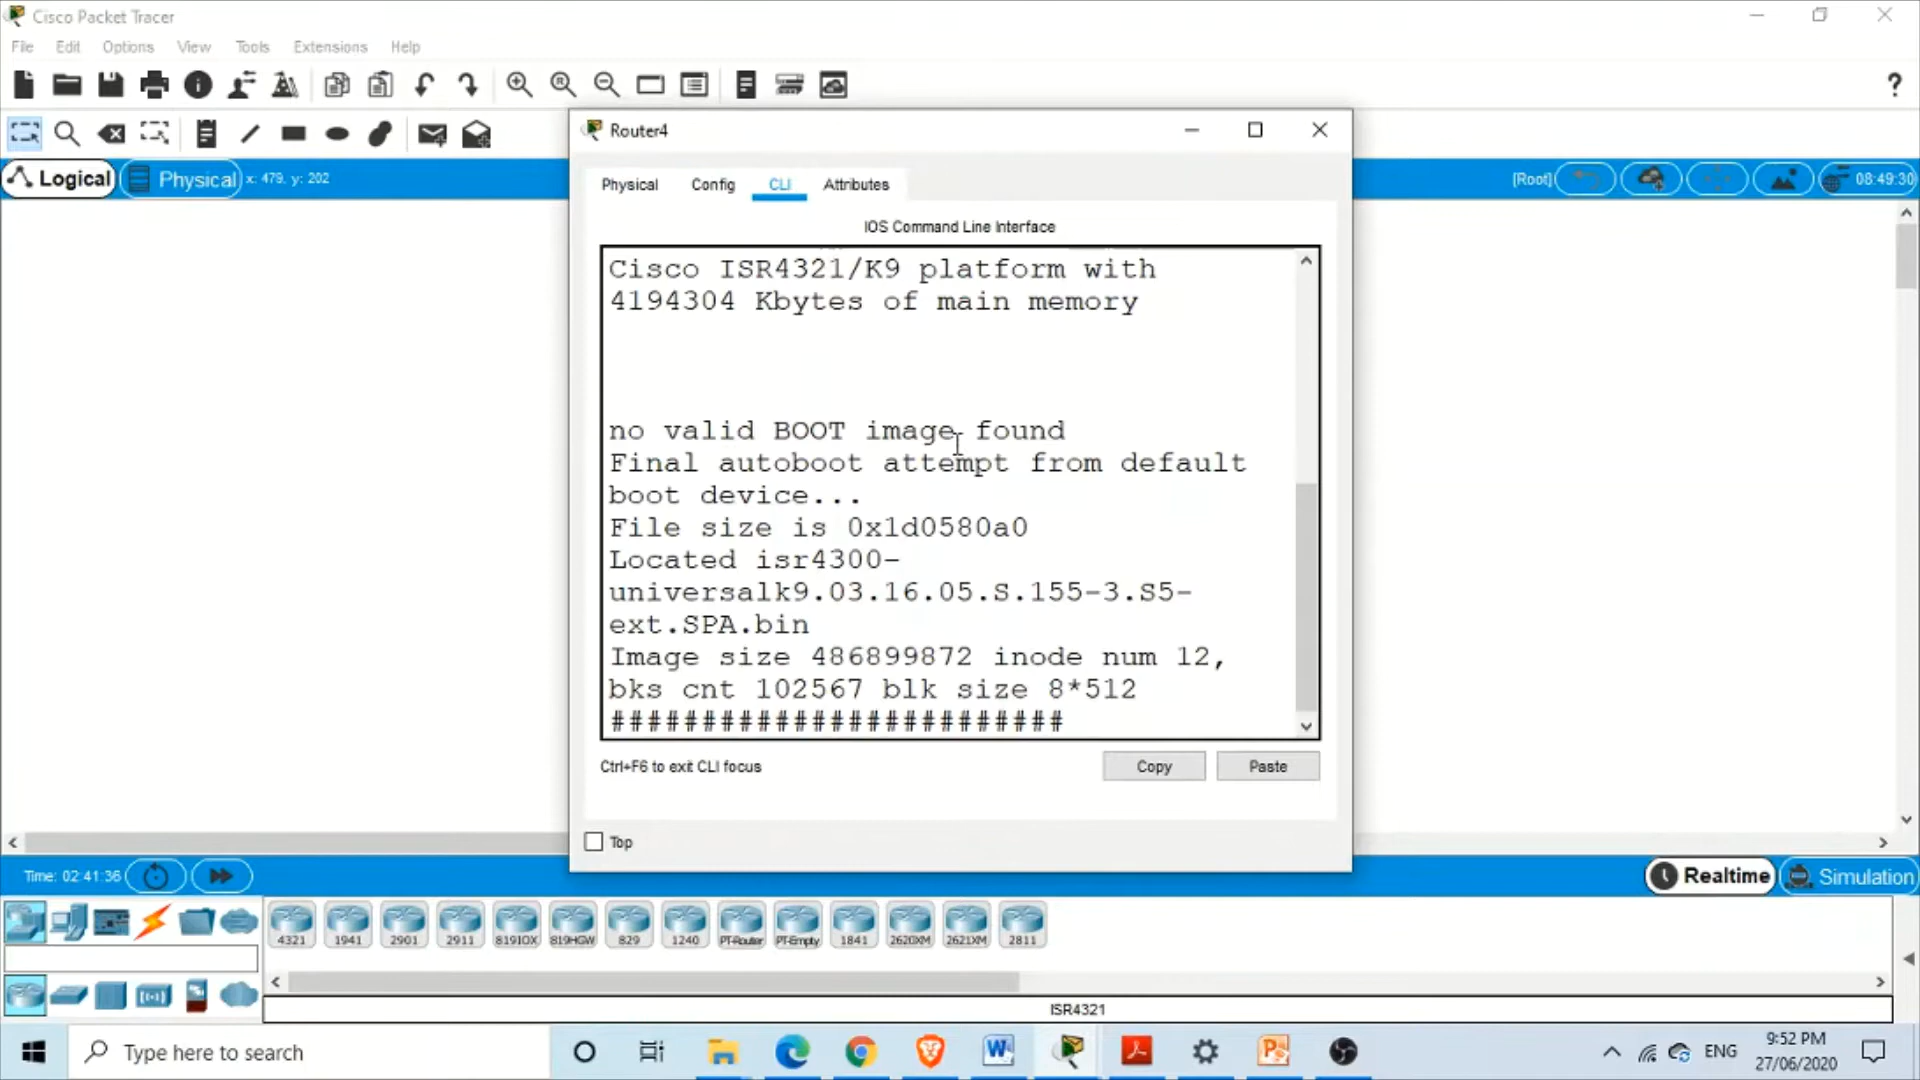 Cisco Packet Tracer
File Edit Options View Tools Extensions Help
?
Logical
Physical
x: 479, y: 202
[Root]
08:49:30
Router4
Physical Config CLI Attributes
IOS Command Line Interface
Cisco ISR4321/K9 platform with
4194304 Kbytes of main memory
no valid BOOT image found
Final autoboot attempt from default
boot device...
File size is 0x1d0580a0
Located isr4300-
universalk9.03.16.05.S.155-3.S5-
ext.SPA.bin
Image size 486899872 inode num 12,
bks cnt 102567 blk size 8*512
#########################
Ctrl+F6 to exit CLI focus
Copy
Paste
Top
Time: 02:41:36
Realtime
Simulation
4321 1941 2901 2911 819IOX 819HGW 829 1240 PT-Router PT-Empty 1841 2620XM 2621XM 2811
ISR4321
Type here to search
ENG
9:52 PM
27/06/2020